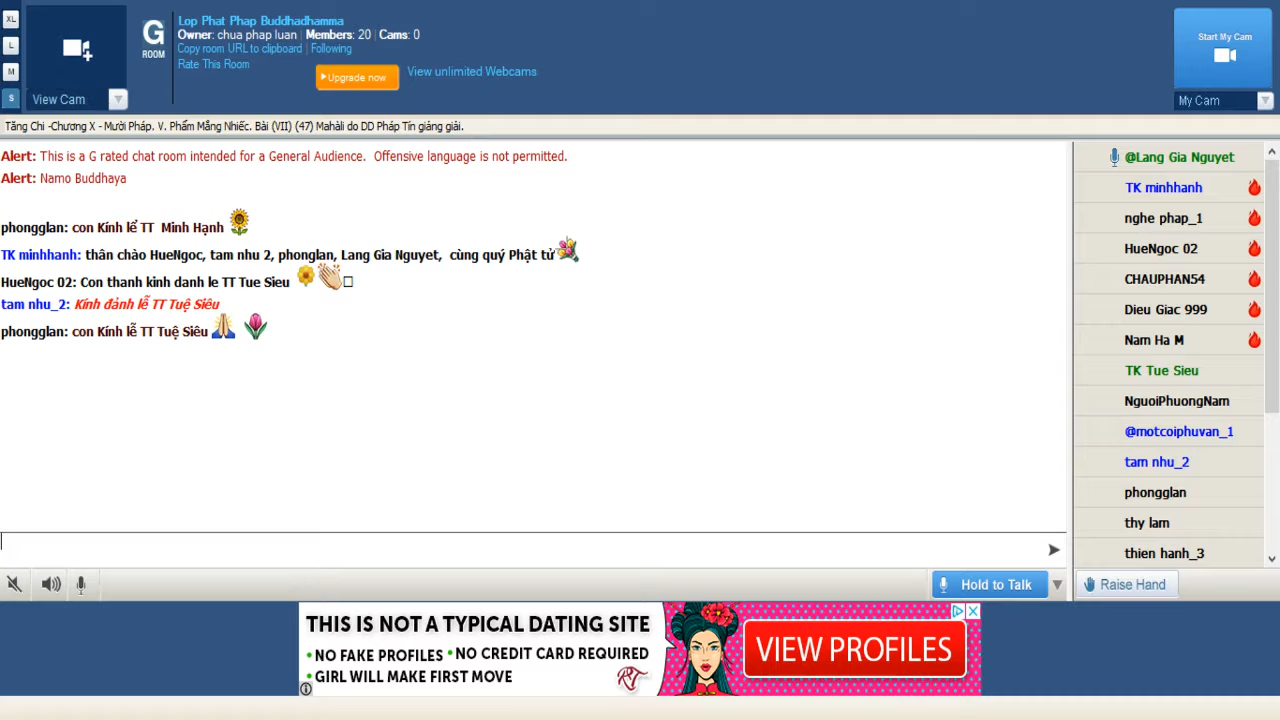 XL
L
M
S
View Cam
G
ROOM
Lop Phat Phap Buddhadhamma
Owner: chua phap luan | Members: 20 | Cams: 0
Copy room URL to clipboard | Following
Rate This Room
Upgrade now
View unlimited Webcams
Start My Cam
My Cam
Tăng Chi -Chương X - Mười Pháp. V. Phẩm Mắng Nhiếc. Bài (VII) (47) Mahàli do DD Pháp Tín giảng giải.
Alert: This is a G rated chat room intended for a General Audience. Offensive language is not permitted.
Alert: Namo Buddhaya
phongglan: con Kính lể TT Minh Hạnh
TK minhhanh: thân chào HueNgoc, tam nhu 2, phonglan, Lang Gia Nguyet, cùng quý Phật tử
HueNgoc 02: Con thanh kinh danh le TT Tue Sieu
tam nhu_2: Kính đảnh lễ TT Tuệ Siêu
phongglan: con Kính lễ TT Tuệ Siêu
@Lang Gia Nguyet
TK minhhanh
nghe phap_1
HueNgoc 02
CHAUPHAN54
Dieu Giac 999
Nam Ha M
TK Tue Sieu
NguoiPhuongNam
@motcoiphuvan_1
tam nhu_2
phongglan
thy lam
thien hanh_3
Hold to Talk
Raise Hand
THIS IS NOT A TYPICAL DATING SITE
• NO FAKE PROFILES • NO CREDIT CARD REQUIRED
• GIRL WILL MAKE FIRST MOVE
RT
VIEW PROFILES